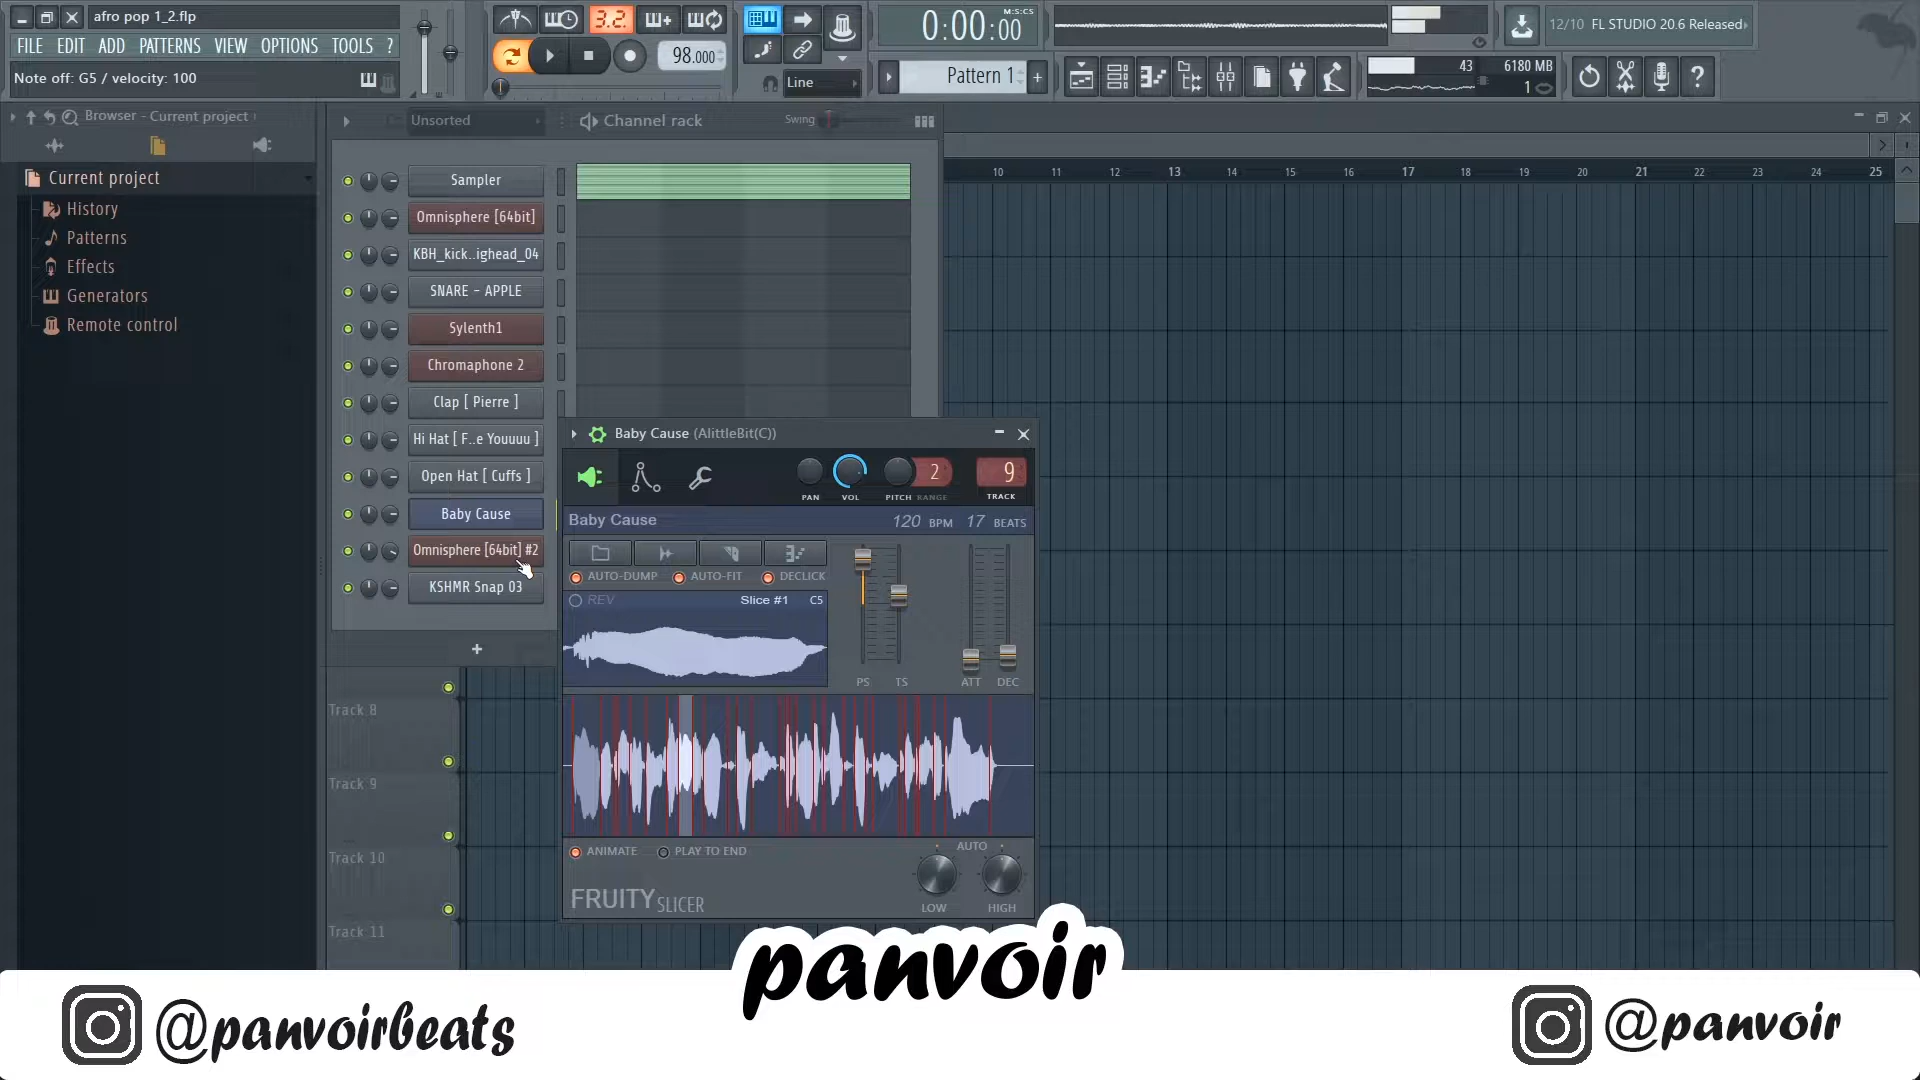 afro pop 1_2.flp
FILE EDIT ADD PATTERNS VIEW OPTIONS TOOLS ?
Note off: G5 / velocity: 100
3.2.
98.000
Line
0:00:00
M:S:CS
Pattern 1
+
12/10 FL STUDIO 20.6 Released
43
6180 MB
1
?
Browser - Current project
Current project
History
Patterns
Effects
Generators
Remote control
Unsorted
Channel rack
Swing
Sampler
Omnisphere [64bit]
KBH_kick..ighead_04
SNARE - APPLE
Sylenth1
Chromaphone 2
Clap [ Pierre ]
Hi Hat [ F..e Youuuu ]
Open Hat [ Cuffs ]
Baby Cause
Omnisphere [64bit] #2
KSHMR Snap 03
+
10 11 12 13 14 15 16 17 18 19 20 21 22 23 24 25
Baby Cause (AlittleBit(C))
2
9
PAN VOL PITCH RANGE TRACK
Baby Cause
120 BPM 17 BEATS
AUTO-DUMP AUTO-FIT DECLICK
REV
Slice #1 C5
PS TS ATT DEC
ANIMATE PLAY TO END
AUTO
FRUITY SLICER
LOW HIGH
Track 8
Track 9
Track 10
Track 11
panvoir
@panvoirbeats
@panvoir